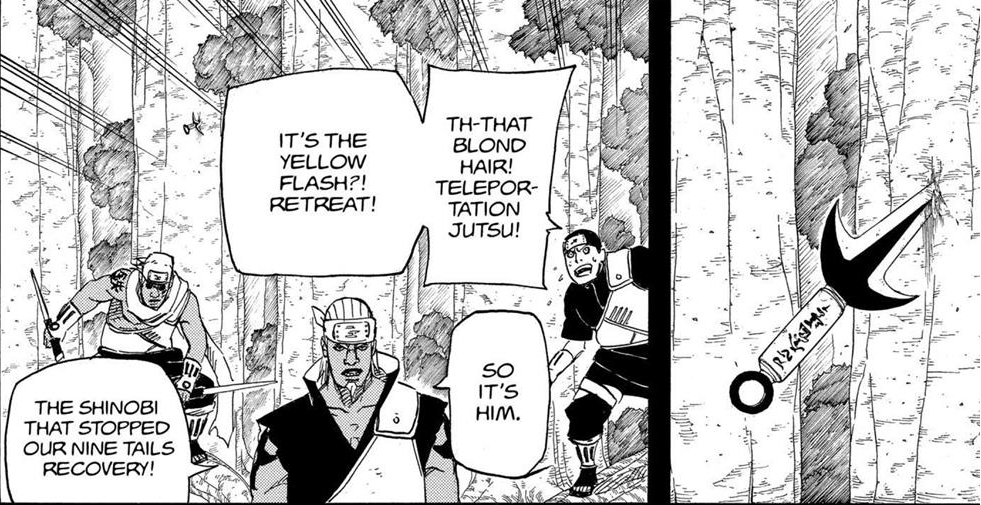 TH-THAT
BLOND
HAIR!
TELEPOR-
TATION
JUTSU!
IT'S THE
YELLOW
FLASH?!
RETREAT!
SO
IT'S
HIM.
THE SHINOBI
THAT STOPPED
OUR NINE TAILS
RECOVERY!